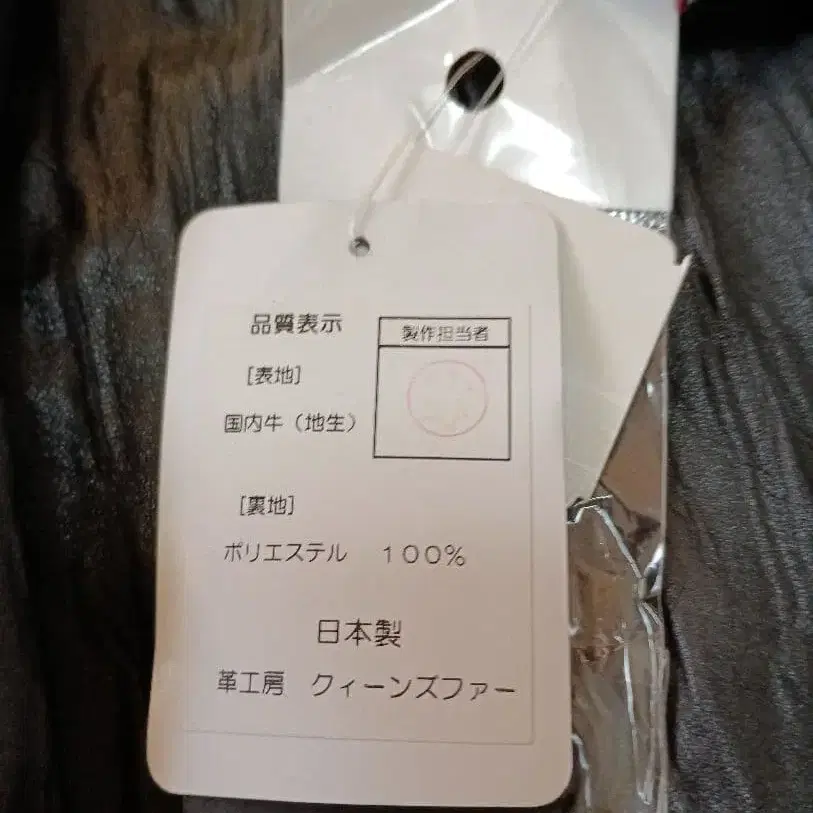 品質表示
製作担当者
[表地]
国内牛（地生）
[裏地]
ポリエステル　１００％
日本製
革工房　クィーンズファー